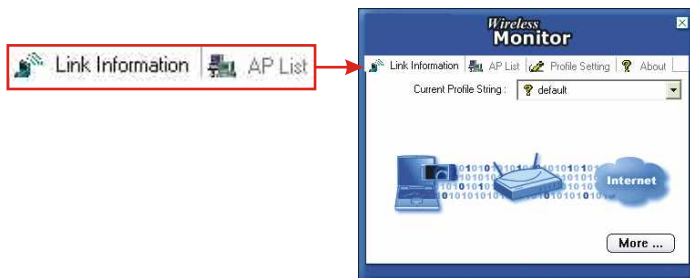 Link Information AP List
Wireless
Monitor
Link Information AP List Profile Setting About
Current Profile String : default
Internet
More ...